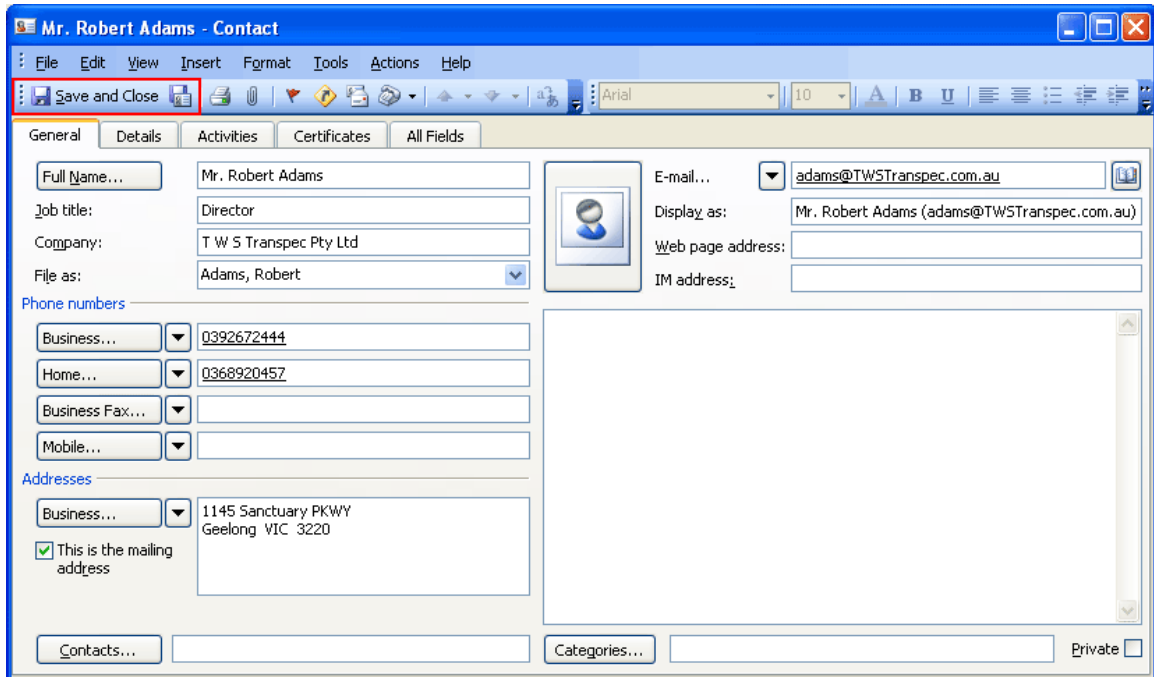 Mr. Robert Adams - Contact
File Edit View Insert Format Tools Actions Help
Save and Close Arial 10 A B U
General Details Activities Certificates All Fields
Full Name... Mr. Robert Adams
Job title: Director
Company: T W S Transpec Pty Ltd
File as: Adams, Robert
E-mail... adams@TWSTranspec.com.au
Display as: Mr. Robert Adams (adams@TWSTranspec.com.au)
Web page address:
IM address:
Phone numbers
Business... 0392672444
Home... 0368920457
Business Fax...
Mobile...
Addresses
Business... 1145 Sanctuary PKWY
Geelong VIC 3220
This is the mailing
address
Contacts... Categories... Private